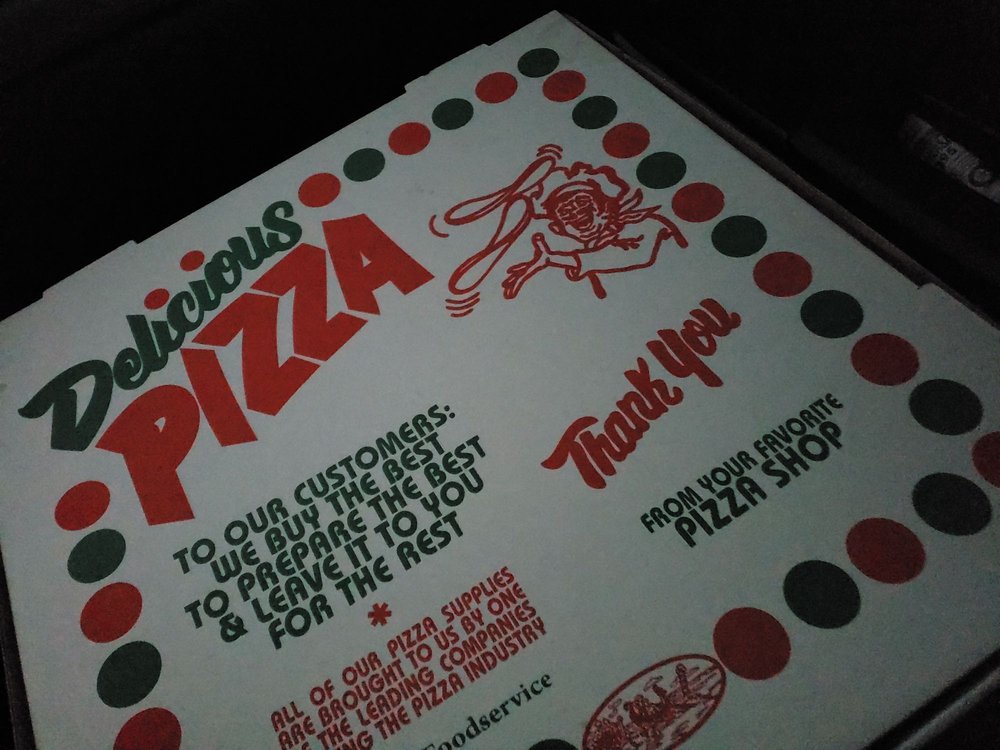 Delicious
PIZZA
TO OUR CUSTOMERS:
WE BUY THE BEST
TO PREPARE THE BEST
& LEAVE IT TO YOU
FOR THE REST
*
ALL OF OUR PIZZA SUPPLIES
ARE BROUGHT TO US BY ONE
THE LEADING COMPANIES
THE PIZZA INDUSTRY
Foodservice
Thank You
FROM YOUR FAVORITE
PIZZA SHOP